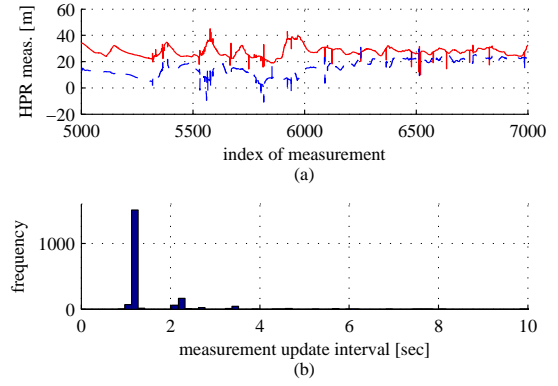 60
40
20
0
−20
HPR meas. [m]
5000 5500 6000 6500 7000
index of measurement
(a)
1000
0
frequency
0 2 4 6 8 10
measurement update interval [sec]
(b)